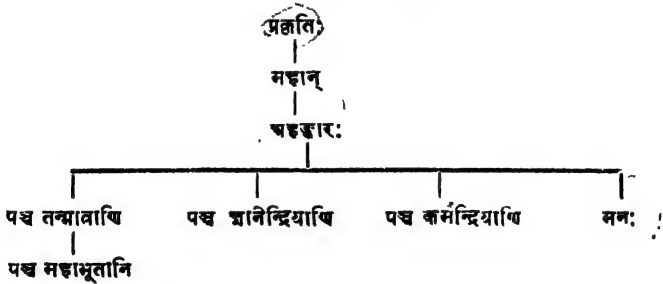 प्रकृतिः
महान्
अहङ्कारः
पञ्च तन्मात्राणि पञ्च ज्ञानेन्द्रियाणि पञ्च कर्मेन्द्रियाणि मनः
पञ्च महाभूतानि